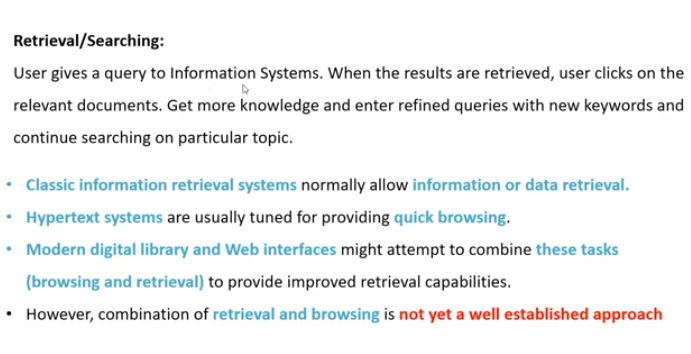 Retrieval/Searching:
User gives a query to Information Systems. When the results are retrieved, user clicks on the
relevant documents. Get more knowledge and enter refined queries with new keywords and
continue searching on particular topic.
• Classic information retrieval systems normally allow information or data retrieval.
• Hypertext systems are usually tuned for providing quick browsing.
• Modern digital library and Web interfaces might attempt to combine these tasks
(browsing and retrieval) to provide improved retrieval capabilities.
• However, combination of retrieval and browsing is not yet a well established approach